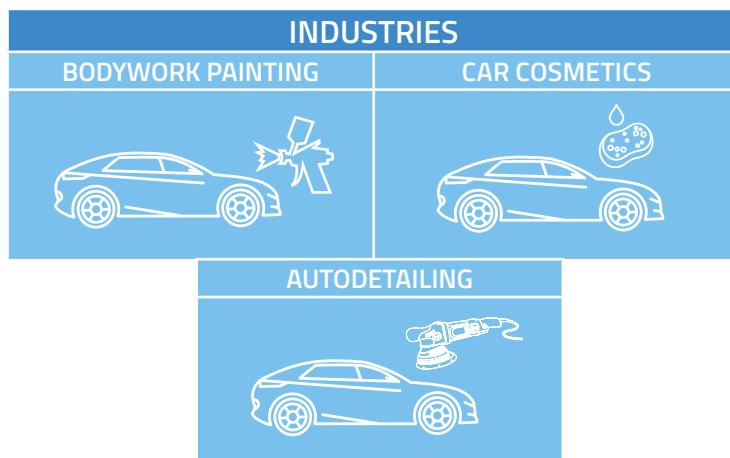 INDUSTRIES
BODYWORK PAINTING
CAR COSMETICS
AUTODETAILING